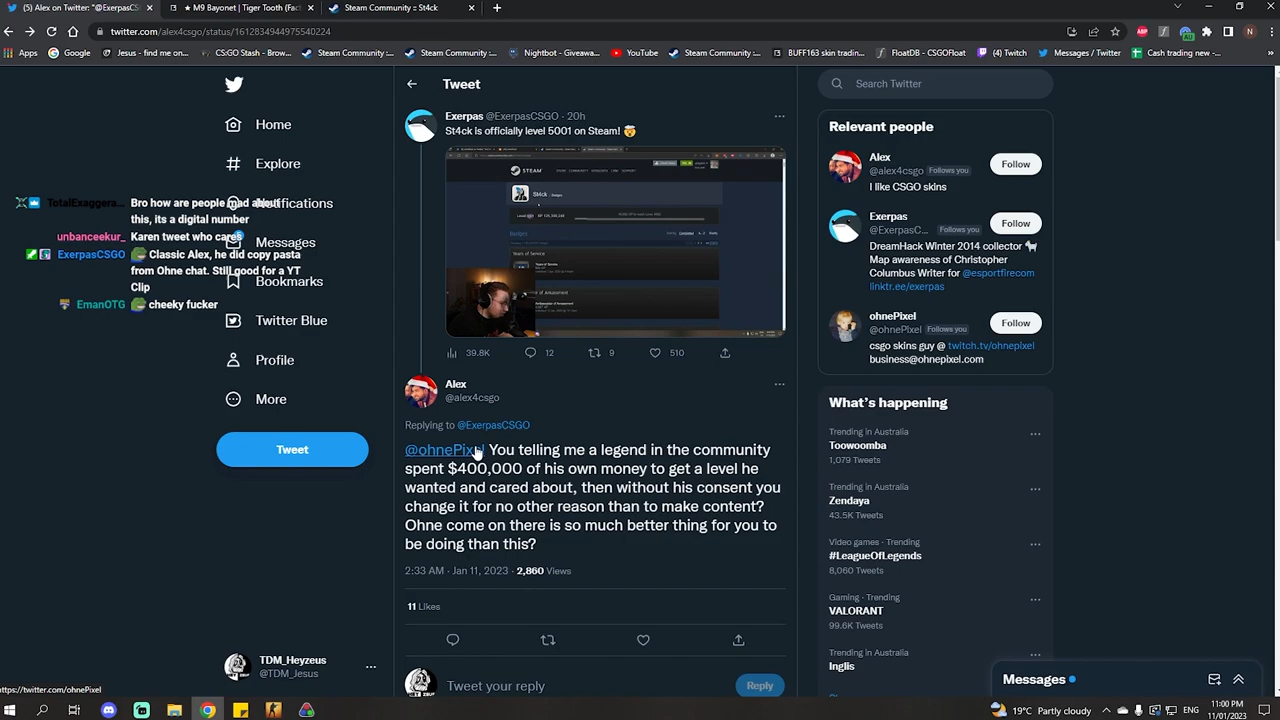 (5) Alex on Twitter: "@ExerpasC
★ M9 Bayonet | Tiger Tooth (Fac
Steam Community :: St4ck
twitter.com/alex4csgo/status/1612834944975540224
Apps
Google
Jesus - find me on...
CSGO Stash - Brows...
Steam Community :...
Steam Community :...
Nightbot - Giveawa...
YouTube
Steam Community :...
BUFF163 skin tradin...
FloatDB - CSGOFloat
(4) Twitch
Messages / Twitter
Cash trading new -...
Home
Explore
Notifications
Messages
Bookmarks
Twitter Blue
Profile
More
Tweet
TotalExaggera... Bro how are people mad about
this, its a digital number
unbanceekur_ Karen tweet who cares
ExerpasCSGO Classic Alex, he did copy pasta
from Ohne chat. Still good for a YT
Clip
EmanOTG cheeky fucker
TDM_Heyzeus
@TDM_Jesus
https://twitter.com/ohnePixel
Tweet
Exerpas @ExerpasCSGO · 20h
St4ck is officially level 5001 on Steam! 🤯
STEAM
St4ck
Years of Service
39.8K
12
9
510
Alex
@alex4csgo
Replying to @ExerpasCSGO
@ohnePixel You telling me a legend in the community
spent $400,000 of his own money to get a level he
wanted and cared about, then without his consent you
change it for no other reason than to make content?
Ohne come on there is so much better thing for you to
be doing than this?
2:33 AM · Jan 11, 2023 · 2,860 Views
11 Likes
Tweet your reply
Reply
Search Twitter
Relevant people
Alex
@alex4csgo Follows you
I like CSGO skins
Follow
Exerpas
@ExerpasC... Follows you
DreamHack Winter 2014 collector 🐐
Map awareness of Christopher
Columbus Writer for @esportfirecom
linktr.ee/exerpas
Follow
ohnePixel
@ohnePixel Follows you
csgo skins guy @ twitch.tv/ohnepixel
business@ohnepixel.com
Follow
What's happening
Trending in Australia
Toowoomba
1,079 Tweets
Trending in Australia
Zendaya
43.5K Tweets
Video games · Trending
#LeagueOfLegends
8,060 Tweets
Gaming · Trending
VALORANT
99.6K Tweets
Trending in Australia
Inglis
Messages
19°C Partly cloudy
ENG
11:00 PM
11/01/2023